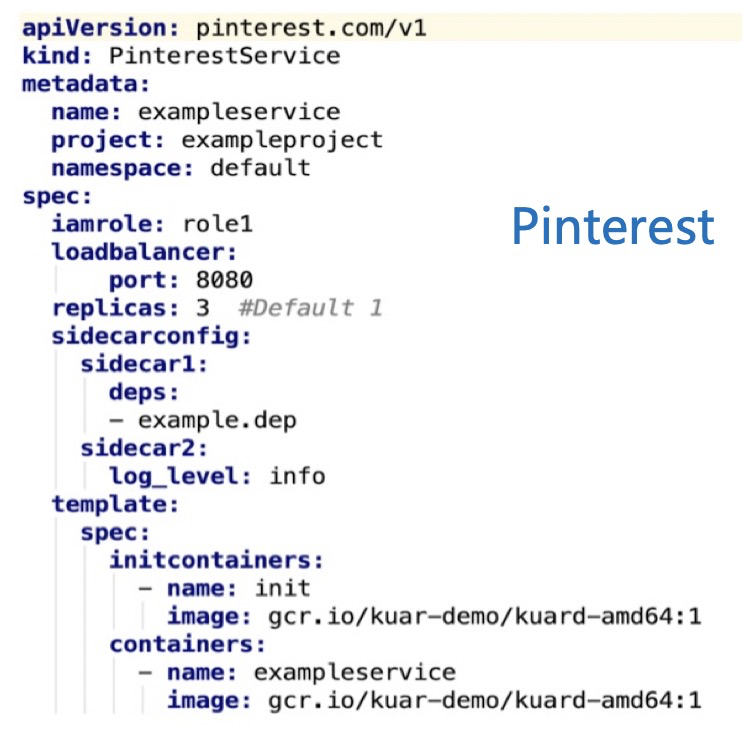 apiVersion: pinterest.com/v1
kind: PinterestService
metadata:
  name: exampleservice
  project: exampleproject
  namespace: default
spec:
  iamrole: role1
Pinterest
  loadbalancer:
      port: 8080
  replicas: 3  #Default 1
  sidecarconfig:
    sidecar1:
      deps:
      – example.dep
    sidecar2:
      log_level: info
  template:
    spec:
      initcontainers:
        – name: init
          image: gcr.io/kuar–demo/kuard–amd64:1
      containers:
        – name: exampleservice
          image: gcr.io/kuar–demo/kuard–amd64:1